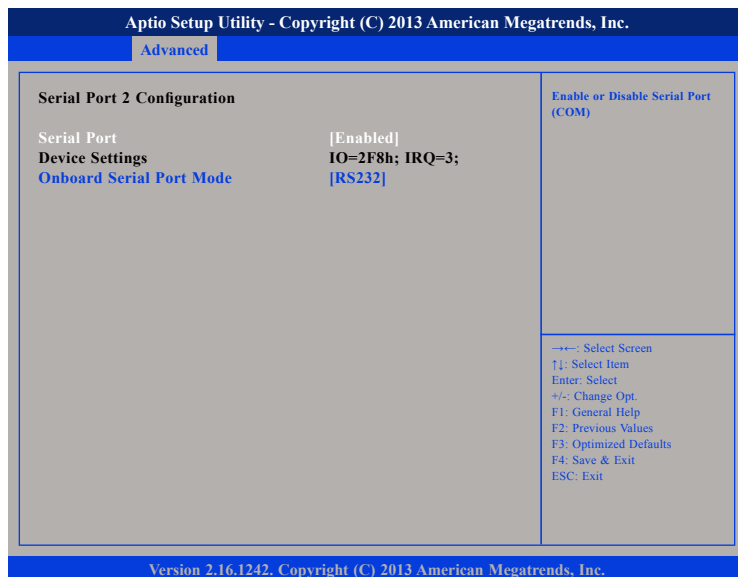 Aptio Setup Utility - Copyright (C) 2013 American Megatrends, Inc.
Advanced
Serial Port 2 Configuration
Serial Port [Enabled]
Device Settings IO=2F8h; IRQ=3;
Onboard Serial Port Mode [RS232]
Enable or Disable Serial Port
(COM)
→←: Select Screen
↑↓: Select Item
Enter: Select
+/-: Change Opt.
F1: General Help
F2: Previous Values
F3: Optimized Defaults
F4: Save & Exit
ESC: Exit
Version 2.16.1242. Copyright (C) 2013 American Megatrends, Inc.